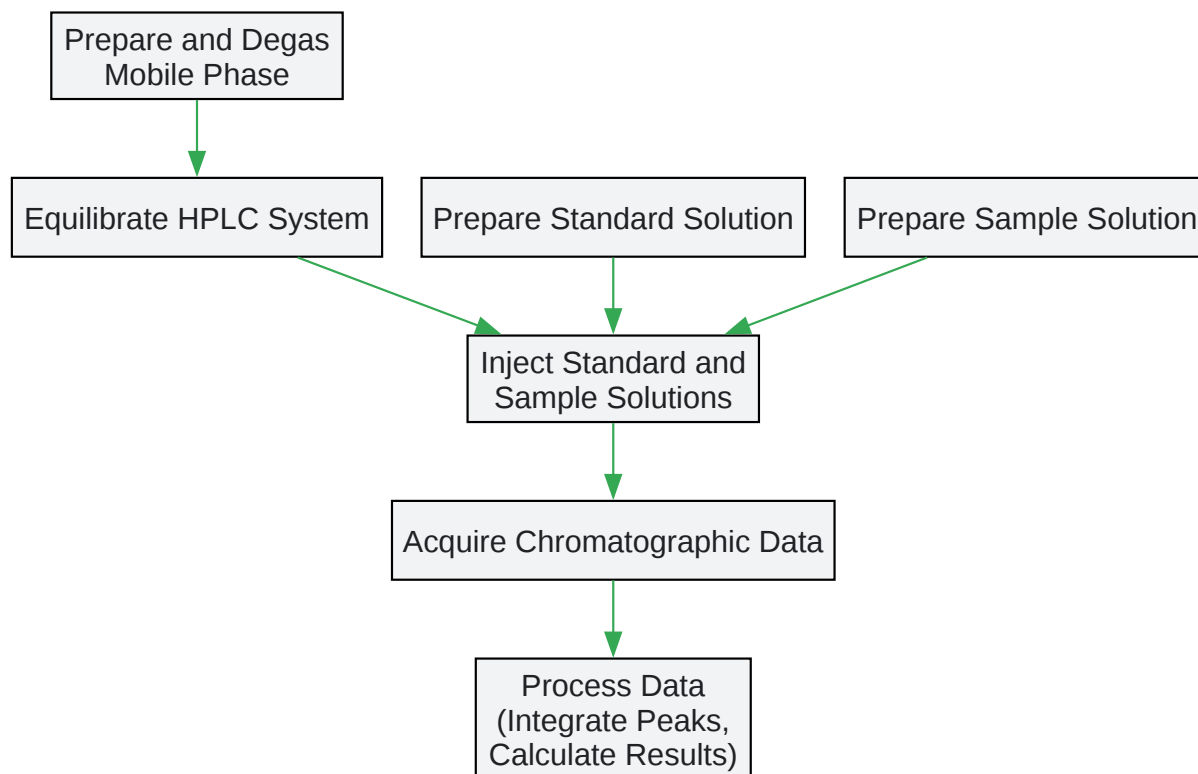 Prepare and Degas
Mobile Phase
Equilibrate HPLC System
Prepare Standard Solution
Prepare Sample Solution
Inject Standard and
Sample Solutions
Acquire Chromatographic Data
Process Data
(Integrate Peaks,
Calculate Results)